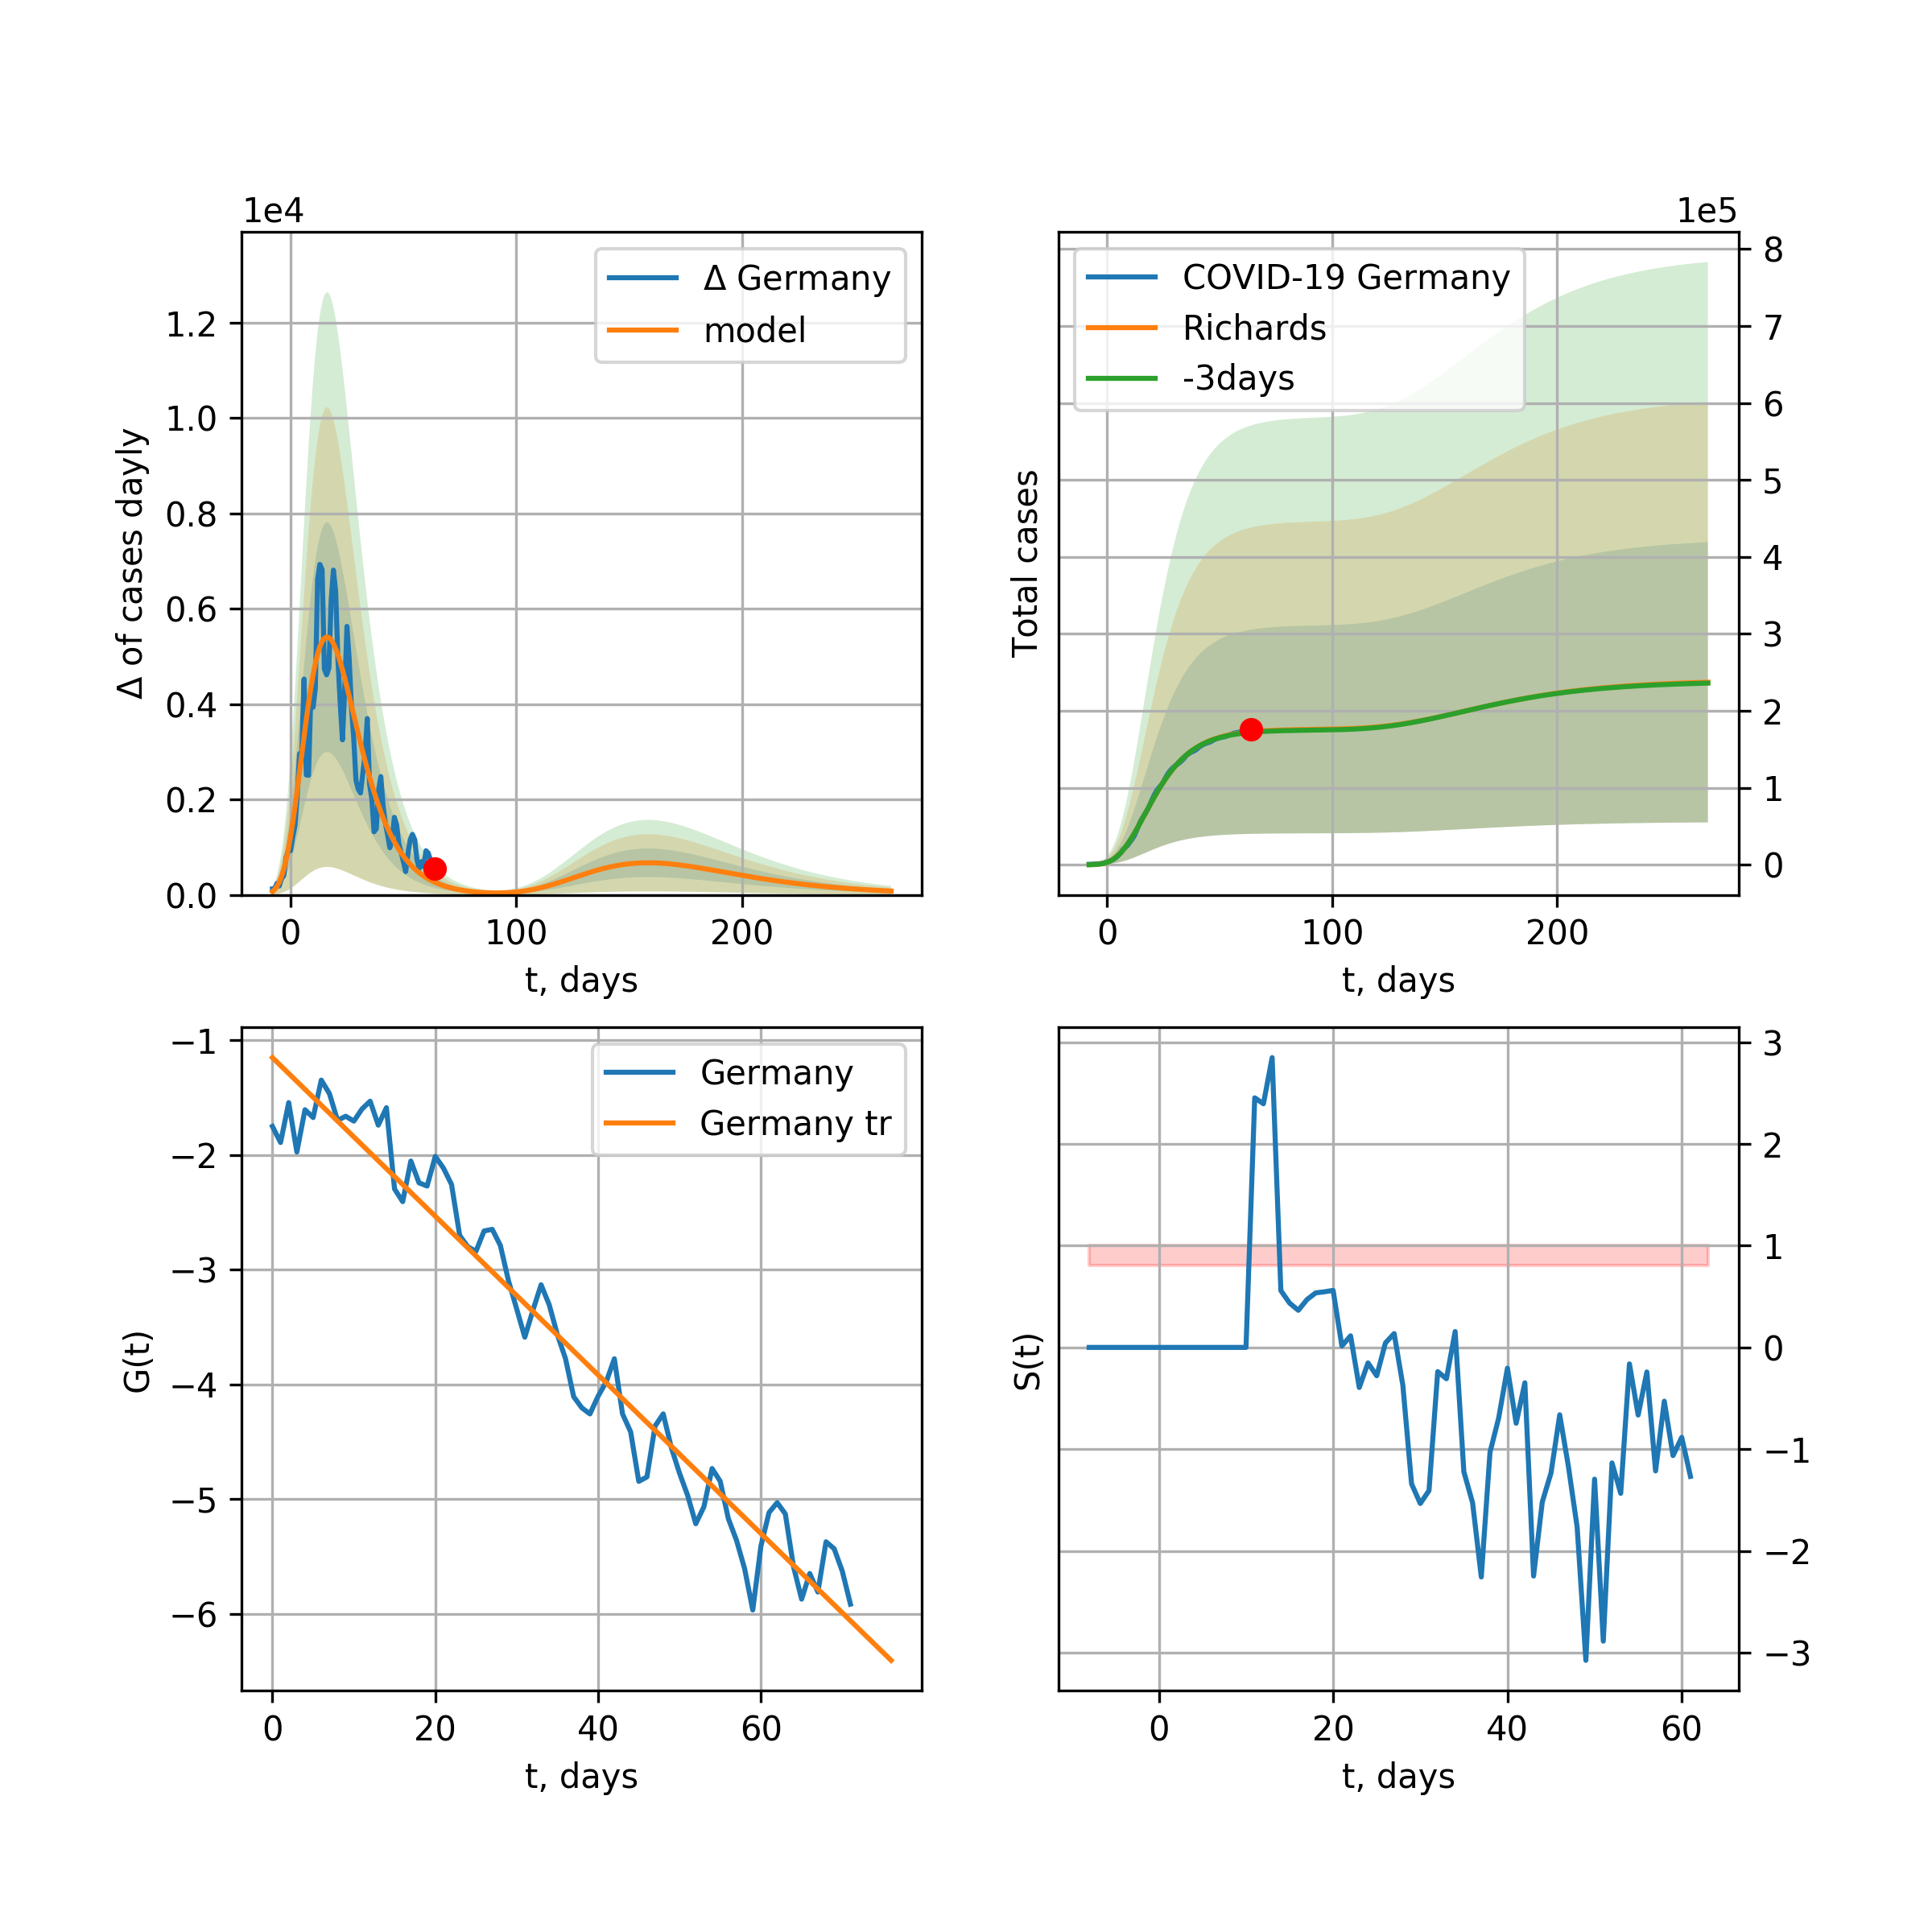 1e4
Δ of cases dayly
1.2
1.0
0.8
0.6
0.4
0.2
0.0
Δ Germany
model
0 100 200
t, days
1e5
Total cases
COVID-19 Germany
Richards
-3days
8
7
6
5
4
3
2
1
0
0 100 200
t, days
G(t)
−1
−2
−3
−4
−5
−6
Germany
Germany tr
0 20 40 60
t, days
S(t)
3
2
1
0
−1
−2
−3
0 20 40 60
t, days